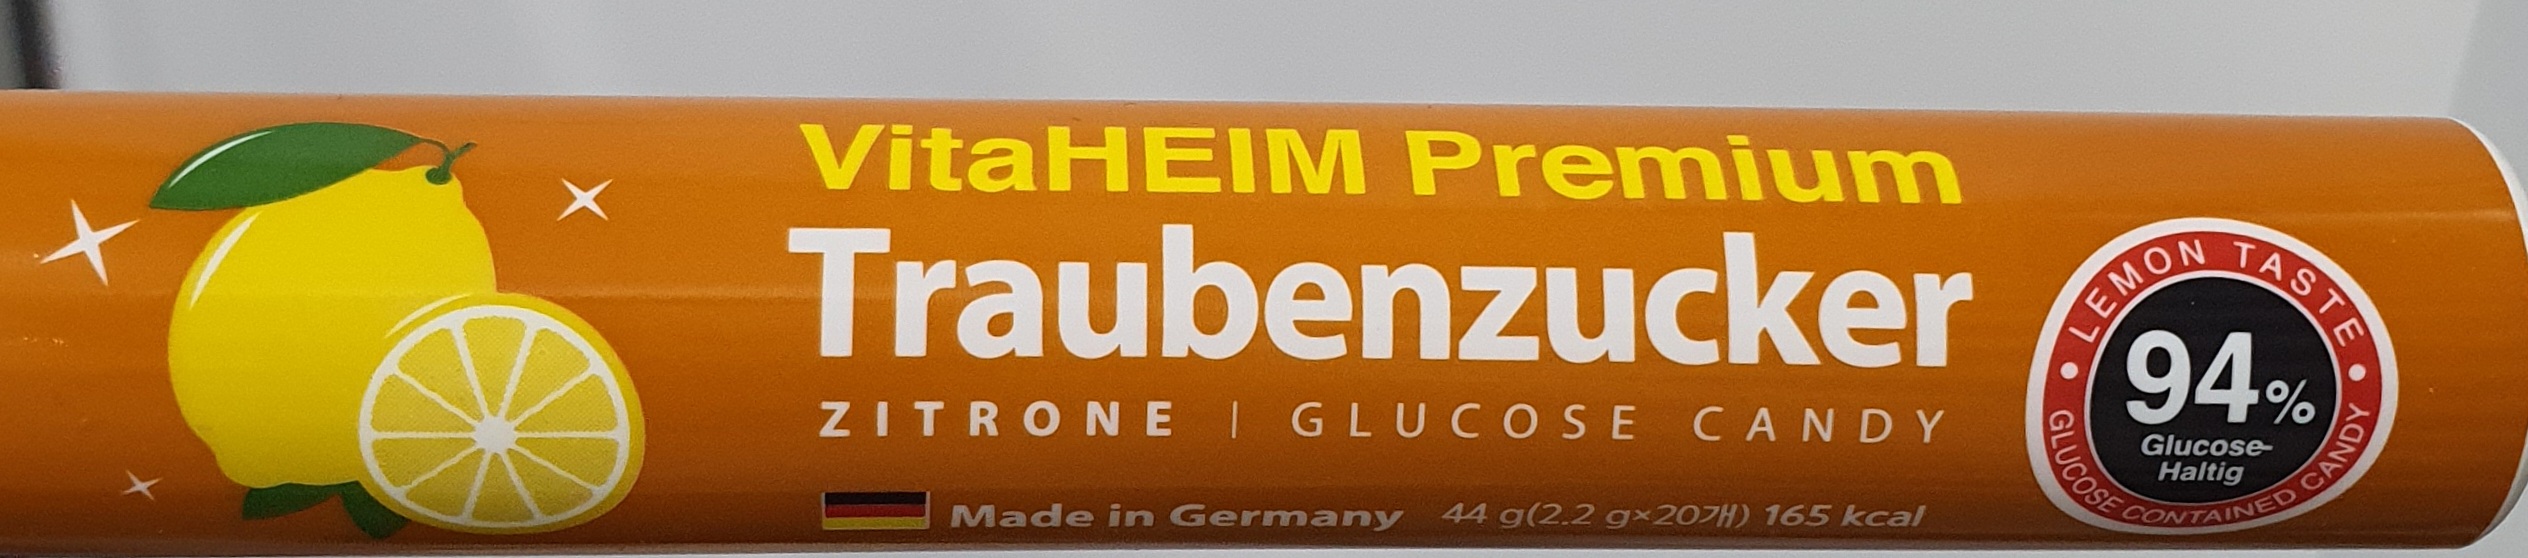 VitaHEIM Premium
Traubenzucker
ZITRONE | GLUCOSE CANDY
Made in Germany 44 g(2.2 g×20개) 165 kcal
• LEMON TASTE •
94%
Glucose-
Haltig
GLUCOSE CONTAINED CANDY